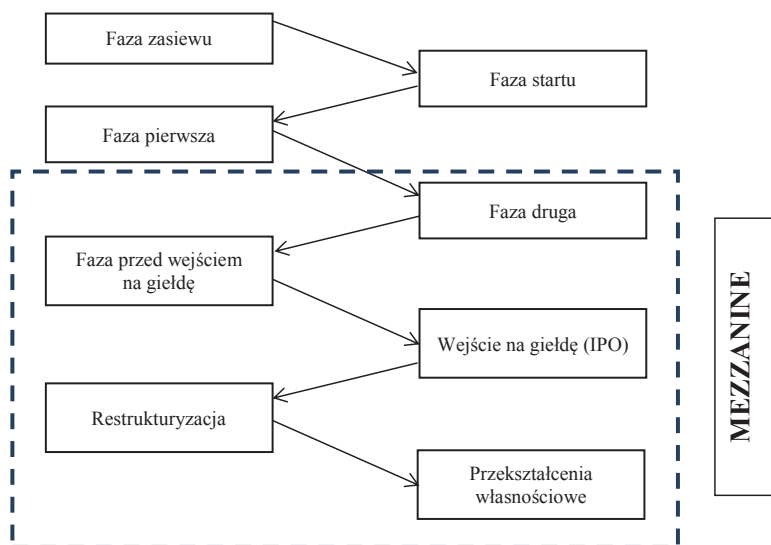 Faza zasiewu
Faza startu
Faza pierwsza
Faza druga
Faza przed wejściem
na giełdę
Wejście na giełdę (IPO)
Restrukturyzacja
Przekształcenia
własnościowe
MEZZANINE